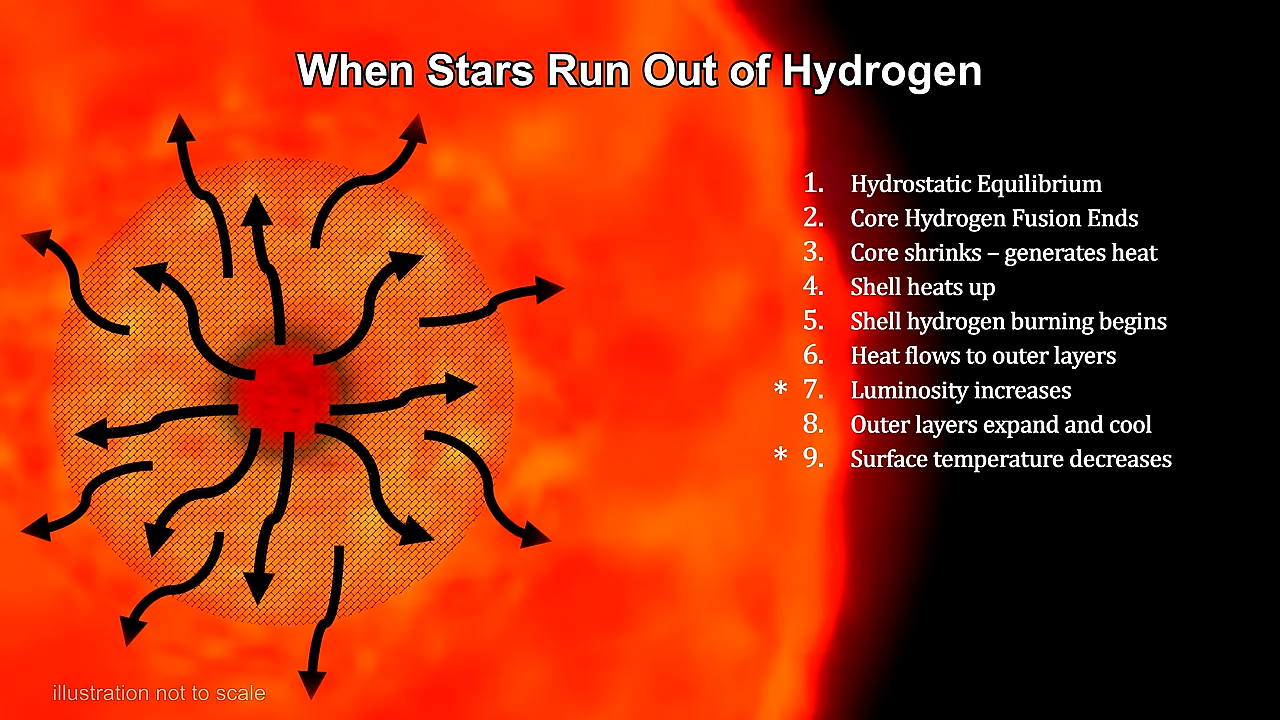 When Stars Run Out of Hydrogen
1. Hydrostatic Equilibrium
2. Core Hydrogen Fusion Ends
3. Core shrinks – generates heat
4. Shell heats up
5. Shell hydrogen burning begins
6. Heat flows to outer layers
* 7. Luminosity increases
8. Outer layers expand and cool
* 9. Surface temperature decreases
illustration not to scale